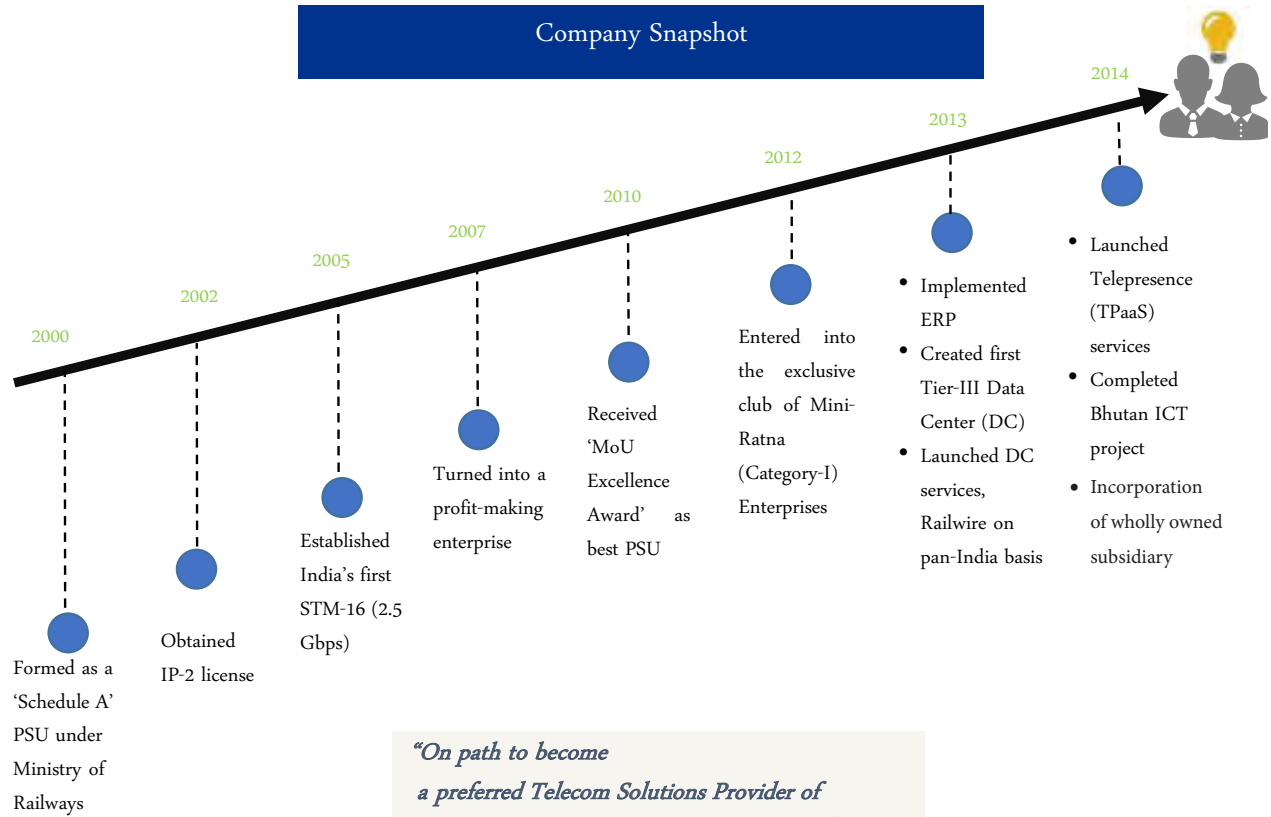 Company Snapshot
2000
Formed as a
‘Schedule A’
PSU under
Ministry of
Railways
2002
Obtained
IP-2 license
2005
Established
India’s first
STM-16 (2.5
Gbps)
2007
Turned into a
profit-making
enterprise
2010
Received
‘MoU
Excellence
Award’ as
best PSU
2012
Entered into
the exclusive
club of Mini-
Ratna
(Category-I)
Enterprises
2013
• Implemented
ERP
• Created first
Tier-III Data
Center (DC)
• Launched DC
services,
Railwire on
pan-India basis
2014
• Launched
Telepresence
(TPaaS)
services
• Completed
Bhutan ICT
project
• Incorporation
of wholly owned
subsidiary
“On path to become
a preferred Telecom Solutions Provider of